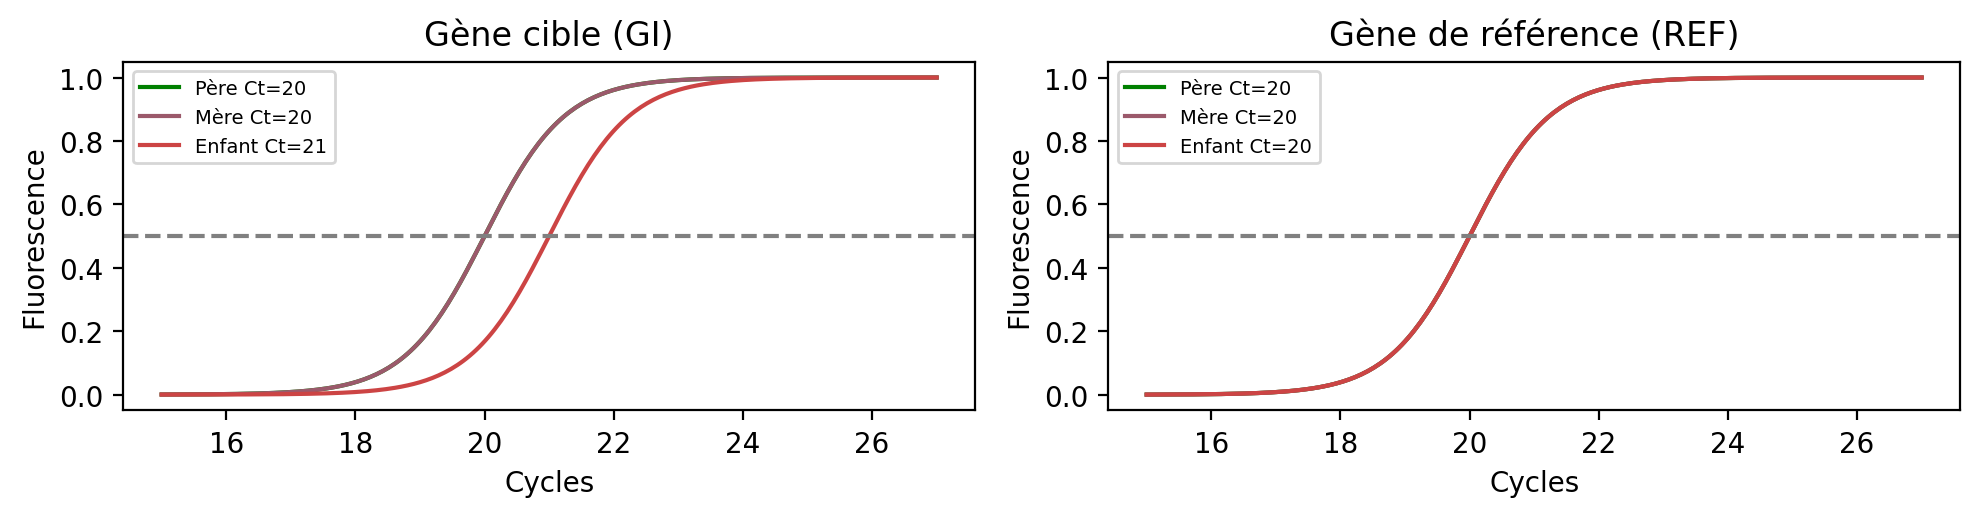 Gène cible (GI)
Fluorescence
1.0
0.8
0.6
0.4
0.2
0.0
Père Ct=20
Mère Ct=20
Enfant Ct=21
16 18 20 22 24 26
Cycles
Gène de référence (REF)
Fluorescence
1.0
0.8
0.6
0.4
0.2
0.0
Père Ct=20
Mère Ct=20
Enfant Ct=20
16 18 20 22 24 26
Cycles